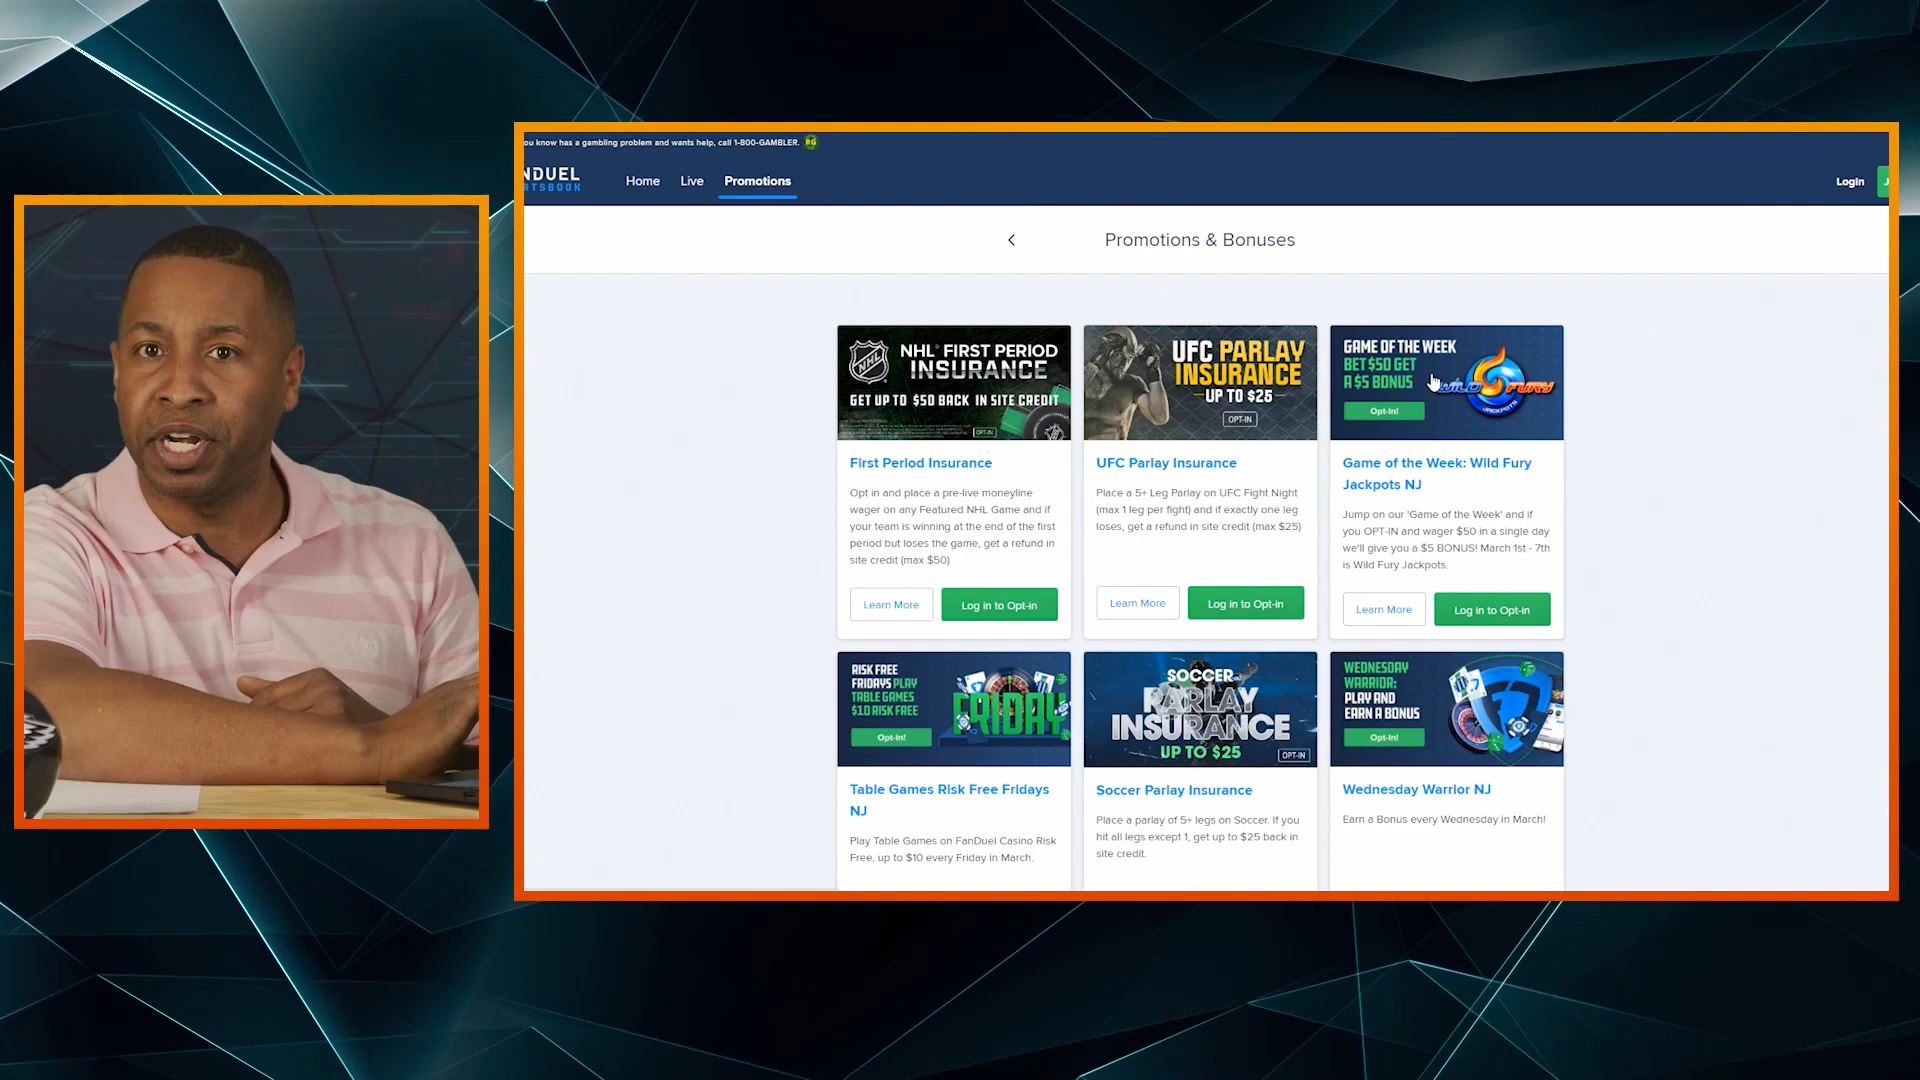 ou know has a gambling problem and wants help, call 1-800-GAMBLER. RG
NDUEL
RTSBOOK
Home
Live
Promotions
Login
J
Promotions & Bonuses
NHL
NHL FIRST PERIOD
INSURANCE
GET UP TO $50 BACK IN SITE CREDIT
OPT-IN
First Period Insurance
Opt in and place a pre-live moneyline
wager on any Featured NHL Game and if
your team is winning at the end of the first
period but loses the game, get a refund in
site credit (max $50)
Learn More
Log in to Opt-in
UFC PARLAY
INSURANCE
UP TO $25
OPT-IN
UFC Parlay Insurance
Place a 5+ Leg Parlay on UFC Fight Night
(max 1 leg per fight) and if exactly one leg
loses, get a refund in site credit (max $25)
Learn More
Log in to Opt-in
GAME OF THE WEEK
BET $50 GET
A $5 BONUS
Opt-In!
WILD FURY
JACKPOTS
Game of the Week: Wild Fury
Jackpots NJ
Jump on our 'Game of the Week' and if
you OPT-IN and wager $50 in a single day
we'll give you a $5 BONUS! March 1st - 7th
is Wild Fury Jackpots.
Learn More
Log in to Opt-in
RISK FREE
FRIDAYS PLAY
TABLE GAMES
$10 RISK FREE
Opt-In!
FRIDAY
Table Games Risk Free Fridays
NJ
Play Table Games on FanDuel Casino Risk
Free, up to $10 every Friday in March.
SOCCER
PARLAY
INSURANCE
UP TO $25
OPT-IN
Soccer Parlay Insurance
Place a parlay of 5+ legs on Soccer. If you
hit all legs except 1, get up to $25 back in
site credit.
WEDNESDAY
WARRIOR:
PLAY AND
EARN A BONUS
Opt-In!
Wednesday Warrior NJ
Earn a Bonus every Wednesday in March!